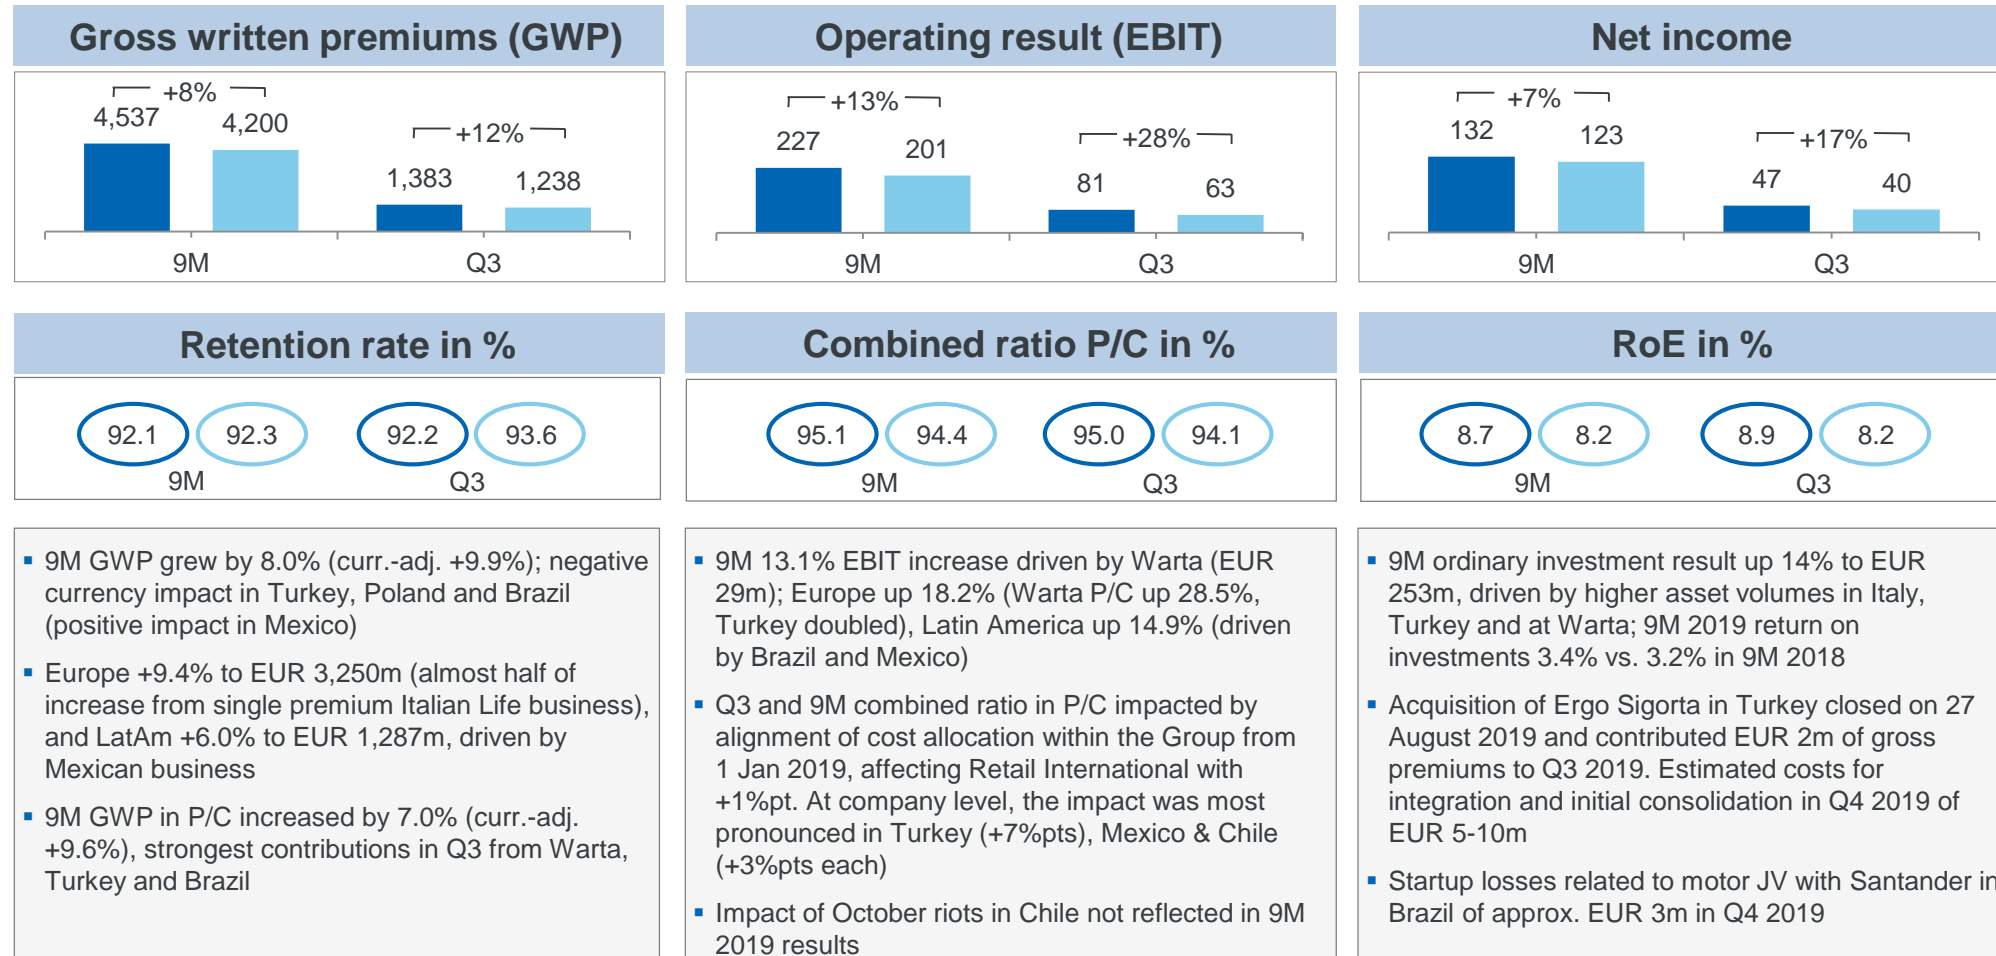 Gross written premiums (GWP)
+8%
4,537
4,200
+12%
1,383
1,238
9M
Q3
Operating result (EBIT)
+13%
227
201
+28%
81
63
9M
Q3
Net income
+7%
132
123
+17%
47
40
9M
Q3
Retention rate in %
92.1
92.3
92.2
93.6
9M
Q3
Combined ratio P/C in %
95.1
94.4
95.0
94.1
9M
Q3
RoE in %
8.7
8.2
8.9
8.2
9M
Q3
▪ 9M GWP grew by 8.0% (curr.-adj. +9.9%); negative
currency impact in Turkey, Poland and Brazil
(positive impact in Mexico)
▪ Europe +9.4% to EUR 3,250m (almost half of
increase from single premium Italian Life business),
and LatAm +6.0% to EUR 1,287m, driven by
Mexican business
▪ 9M GWP in P/C increased by 7.0% (curr.-adj.
+9.6%), strongest contributions in Q3 from Warta,
Turkey and Brazil
▪ 9M 13.1% EBIT increase driven by Warta (EUR
29m); Europe up 18.2% (Warta P/C up 28.5%,
Turkey doubled), Latin America up 14.9% (driven
by Brazil and Mexico)
▪ Q3 and 9M combined ratio in P/C impacted by
alignment of cost allocation within the Group from
1 Jan 2019, affecting Retail International with
+1%pt. At company level, the impact was most
pronounced in Turkey (+7%pts), Mexico & Chile
(+3%pts each)
▪ Impact of October riots in Chile not reflected in 9M
2019 results
▪ 9M ordinary investment result up 14% to EUR
253m, driven by higher asset volumes in Italy,
Turkey and at Warta; 9M 2019 return on
investments 3.4% vs. 3.2% in 9M 2018
▪ Acquisition of Ergo Sigorta in Turkey closed on 27
August 2019 and contributed EUR 2m of gross
premiums to Q3 2019. Estimated costs for
integration and initial consolidation in Q4 2019 of
EUR 5-10m
▪ Startup losses related to motor JV with Santander in
Brazil of approx. EUR 3m in Q4 2019